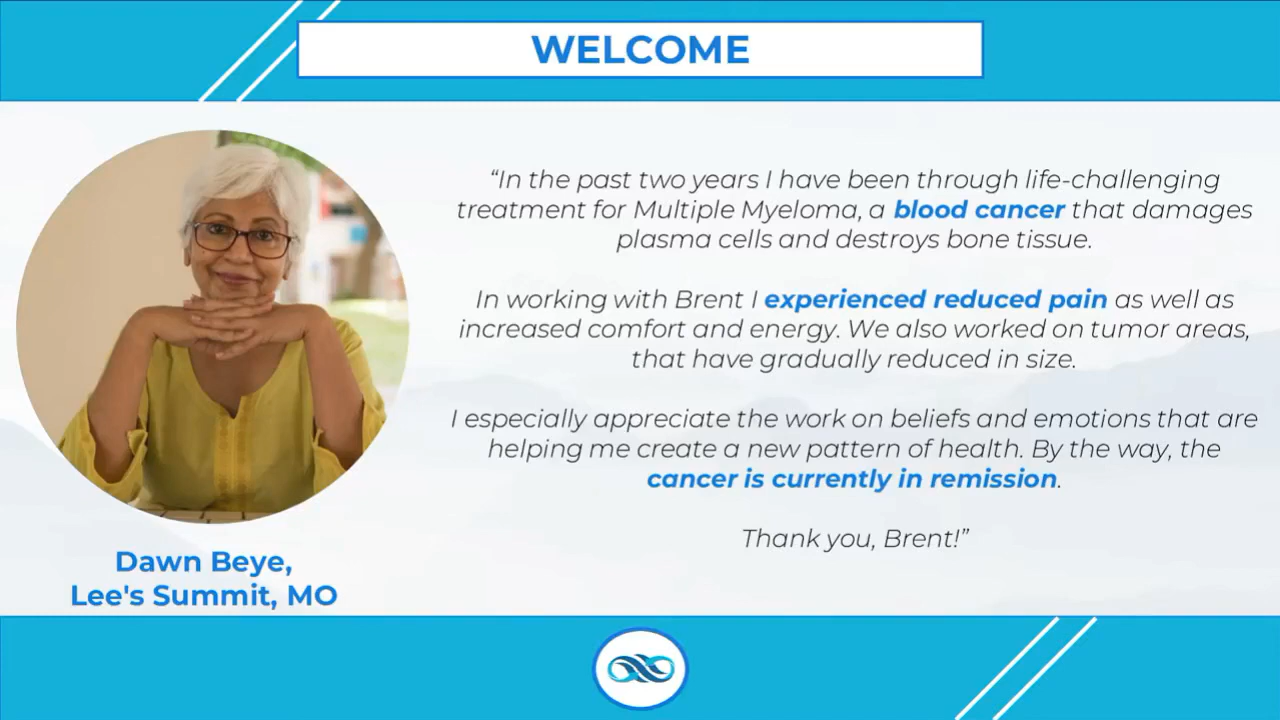 WELCOME
“In the past two years I have been through life-challenging
treatment for Multiple Myeloma, a blood cancer that damages
plasma cells and destroys bone tissue.
In working with Brent I experienced reduced pain as well as
increased comfort and energy. We also worked on tumor areas,
that have gradually reduced in size.
I especially appreciate the work on beliefs and emotions that are
helping me create a new pattern of health. By the way, the
cancer is currently in remission.
Thank you, Brent!”
Dawn Beye,
Lee's Summit, MO